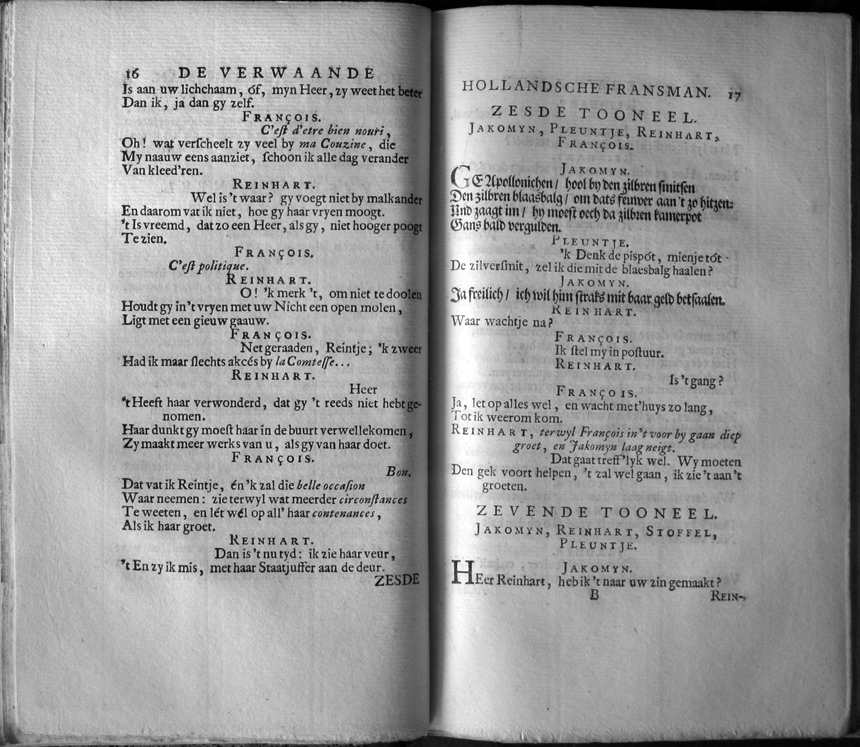 16 DE VERWAANDE
Is aan uw lichchaam, óf, myn Heer, zy weet het beter
Dan ik, ja dan gy zelf.
FRANÇOIS.
C'eſt d'etre bien nouri,
Oh! wat verſcheelt zy veel by ma Couzine, die
My naauw eens aanziet, ſchoon ik alle dag verander
Van kleed'ren.
REINHART.
Wel is 't waar? gy voegt niet by malkander
En daarom vat ik niet, hoe gy haar vryen moogt.
't Is vreemd, dat zo een Heer, als gy, niet hooger poogt
Te zien.
FRANÇOIS.
C'eſt politique.
REINHART.
O! 'k merk 't, om niet te doolen
Houdt gy in 't vryen met uw Nicht een open molen,
Ligt met een gieuw gaauw.
FRANÇOIS.
Net geraaden, Reintje; 'k zweer
Had ik maar ſlechts akcés by la Comteſſe...
REINHART.
Heer
't Heeft haar verwonderd, dat gy 't reeds niet hebt ge-
nomen.
Haar dunkt gy moeſt haar in de buurt verwellekomen,
Zy maakt meer werks van u, als gy van haar doet.
FRANÇOIS.
Bon.
Dat vat ik Reintje, én 'k zal die belle occaſion
Waar neemen: zie terwyl wat meerder circonſtances
Te weeten, en lét wél op all' haar contenances,
Als ik haar groet.
REINHART.
Dan is 't nu tyd: ik zie haar veur,
't En zy ik mis, met haar Staatjuffer aan de deur.
ZESDE
HOLLANDSCHE FRANSMAN. 17
ZESDE TOONEEL.
JAKOMYN, PLEUNTJE, REINHART,
FRANÇOIS.
JAKOMYN.
GE Apollonichen/ hool by den zilbren ſmitſen
Den zilbren blaasbalg/ om dats feuwer aan 't zo hitzen:
Und zaagt im/ hy moeſt oech da zilbren kamerpot
Gans bald vergulden.
PLEUNTJE.
'k Denk de pispót, mienje tót
De zilverſmit, zel ik die mit de blaesbalg haalen?
JAKOMYN.
Ja freilich/ ich wil him ſtraks mit baar geld betſaalen.
REINHART.
Waar wachtje na?
FRANÇOIS.
Ik ſtel my in poſtuur.
REINHART.
Is 't gang?
FRANÇOIS.
Ja, let op alles wel, en wacht met'huys zo lang,
Tot ik weerom kom.
REINHART, terwyl François in 't voor by gaan diep
groet, en Jakomyn laag neigt.
Dat gaat treff'lyk wel. Wy moeten
Den gek voort helpen, 't zal wel gaan, ik zie 't aan 't
groeten.
ZEVENDE TOONEEL.
JAKOMYN, REINHART, STOFFEL,
PLEUNTJE.
JAKOMYN.
HEer Reinhart, heb ik 't naar uw zin gemaakt?
B REIN-